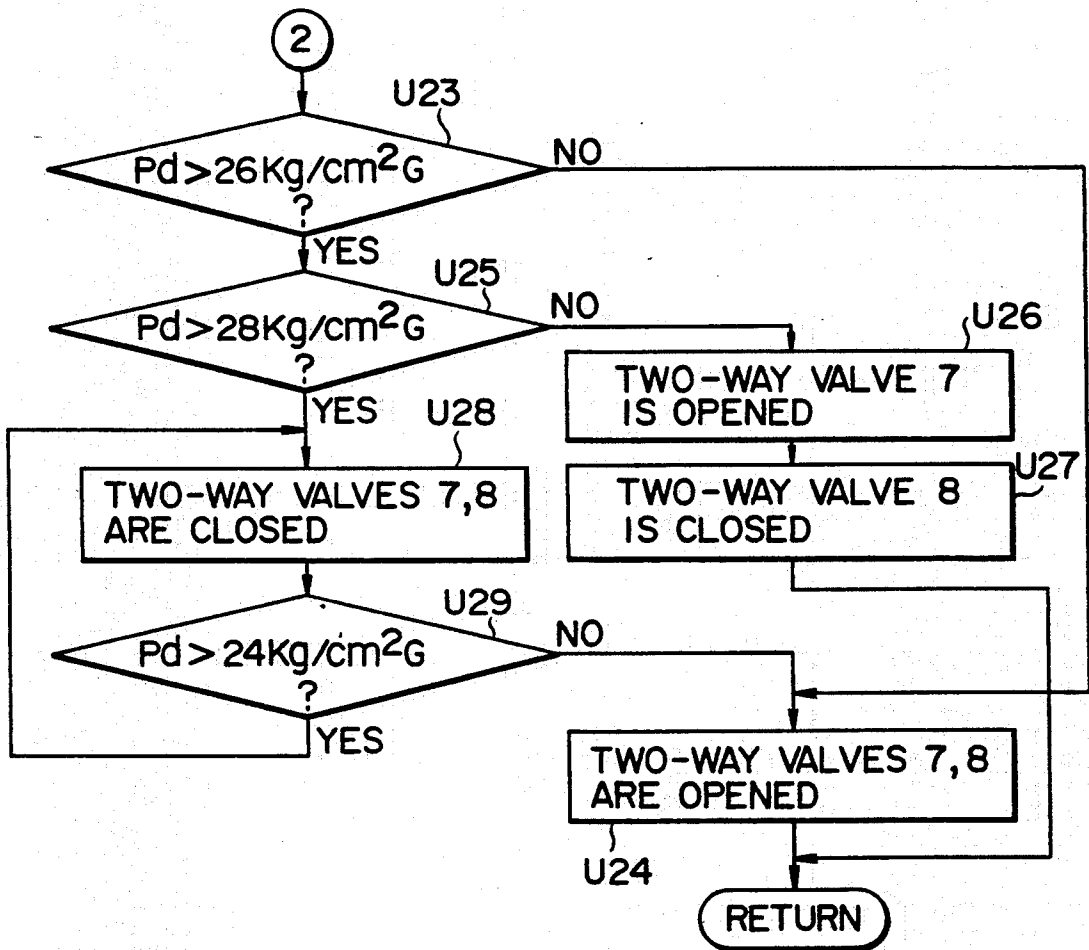 2
U23
Pd>26Kg/cm²G
?
NO
YES
U25
Pd>28Kg/cm²G
?
NO
YES
U26
TWO-WAY VALVE 7
IS OPENED
U28
TWO-WAY VALVES 7,8
ARE CLOSED
U27
TWO-WAY VALVE 8
IS CLOSED
U29
Pd>24Kg/cm²G
?
NO
YES
TWO-WAY VALVES 7,8
ARE OPENED
U24
RETURN